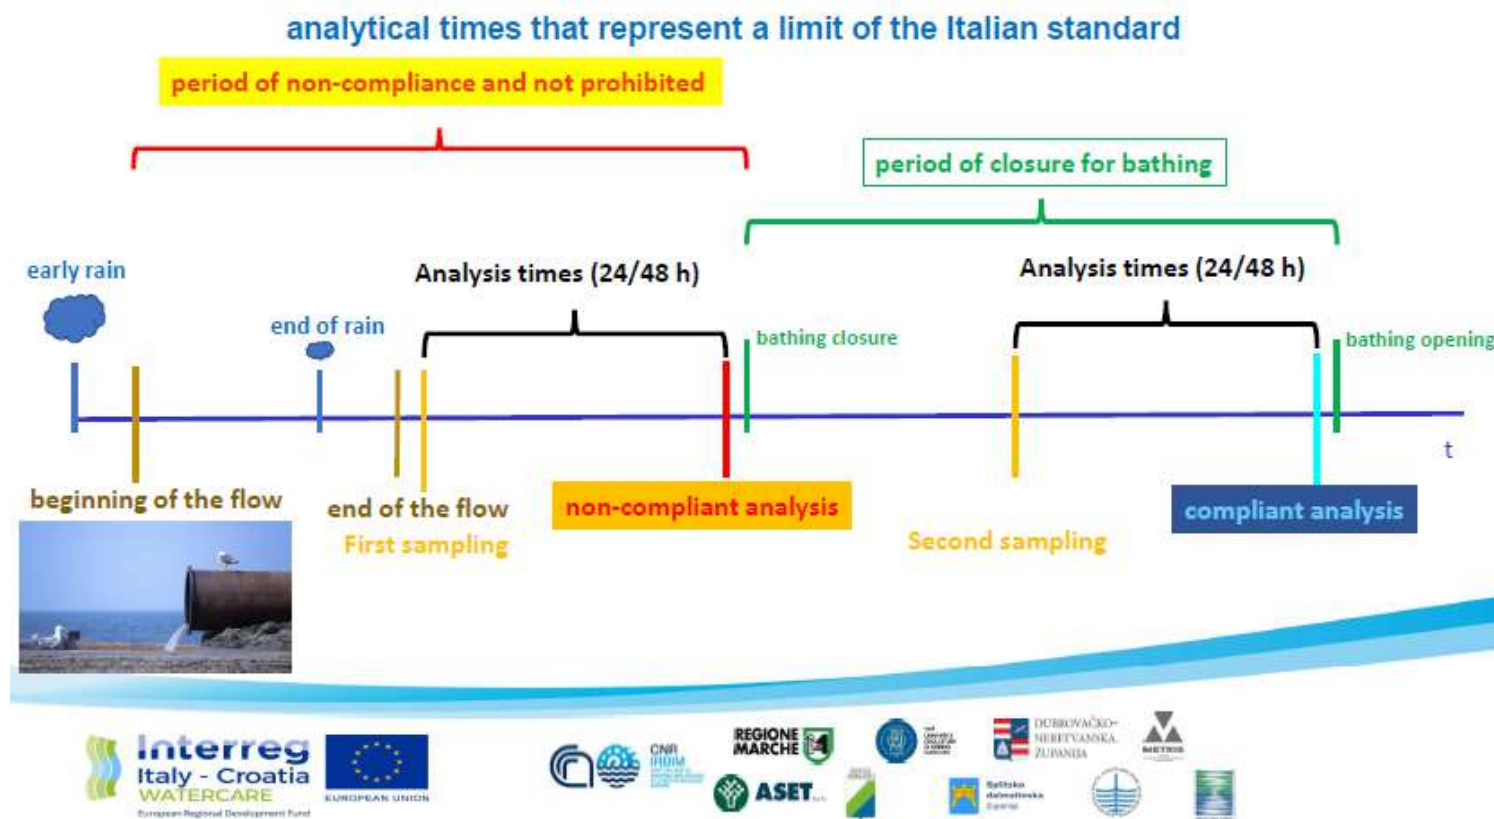 analytical times that represent a limit of the Italian standard
period of non-compliance and not prohibited
period of closure for bathing
early rain
Analysis times (24/48 h)
Analysis times (24/48 h)
end of rain
bathing closure
bathing opening
t
beginning of the flow
end of the flow
First sampling
non-compliant analysis
Second sampling
compliant analysis
Interreg
Italy - Croatia
WATERCARE
European Regional Development Fund
EUROPEAN UNION
CNR
IRBIM
REGIONE
MARCHE
ASET
DUBROVAČKO-
NERETVANSKA
ŽUPANIJA
METRIS
Splitsko
dalmatinska
županija